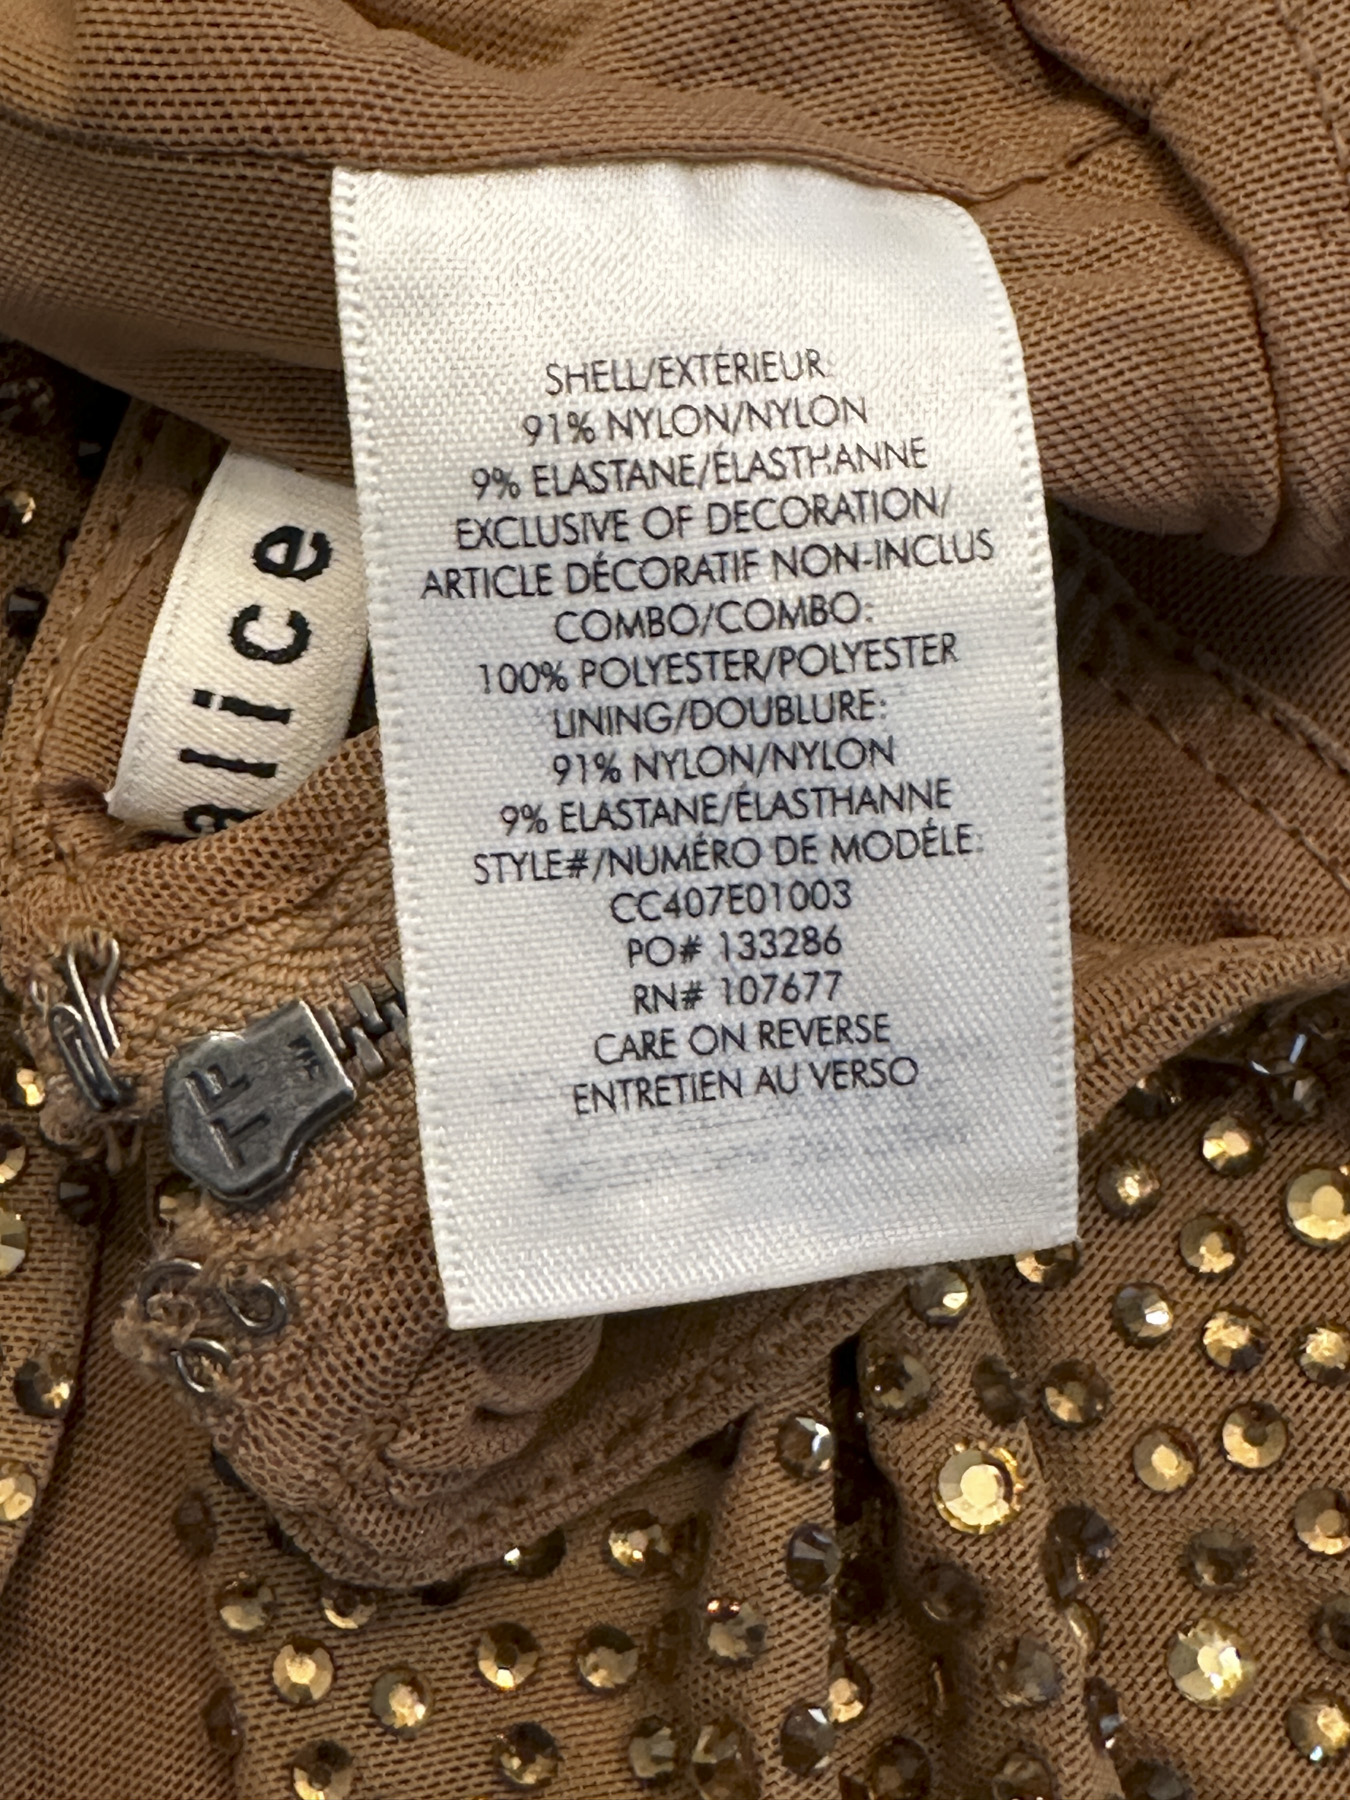 SHELL/EXTÉRIEUR:
91% NYLON/NYLON
9% ELASTANE/ÉLASTHANNE
EXCLUSIVE OF DECORATION/
ARTICLE DÉCORATIF NON-INCLUS
COMBO/COMBO:
100% POLYESTER/POLYESTER
LINING/DOUBLURE:
91% NYLON/NYLON
9% ELASTANE/ÉLASTHANNE
STYLE#/NUMÉRO DE MODÉLE:
CC407E01003
PO# 133286
RN# 107677
CARE ON REVERSE
ENTRETIEN AU VERSO
alice